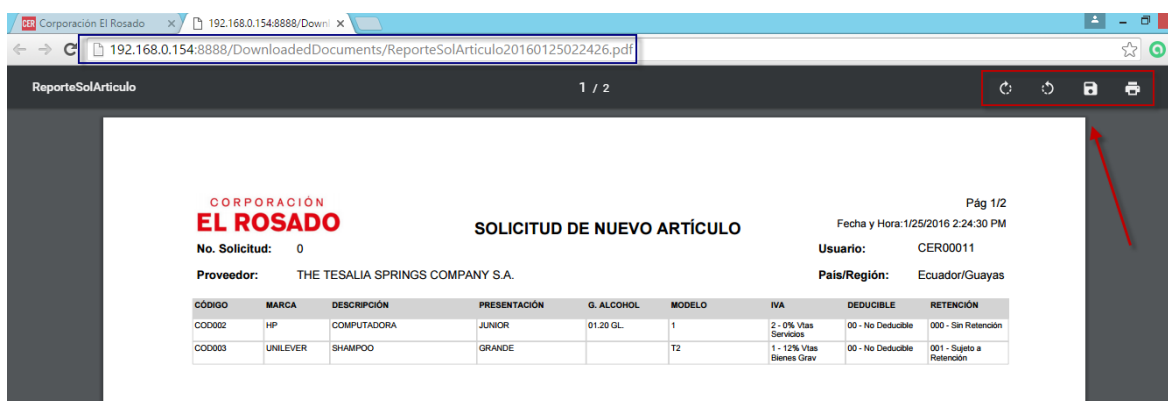 CER Corporación El Rosado
192.168.0.154:8888/Downl
192.168.0.154:8888/DownloadedDocuments/ReporteSolArticulo20160125022426.pdf
ReporteSolArticulo 1 / 2
CORPORACIÓN
EL ROSADO
Pág 1/2
SOLICITUD DE NUEVO ARTÍCULO
Fecha y Hora:1/25/2016 2:24:30 PM
No. Solicitud: 0 Usuario: CER00011
Proveedor: THE TESALIA SPRINGS COMPANY S.A. País/Región: Ecuador/Guayas
CÓDIGO MARCA DESCRIPCIÓN PRESENTACIÓN G. ALCOHOL MODELO IVA DEDUCIBLE RETENCIÓN
COD002 HP COMPUTADORA JUNIOR 01.20 GL. 1 2 - 0% Vtas 00 - No Deducible 000 - Sin Retención
Servicios
COD003 UNILEVER SHAMPOO GRANDE T2 1 - 12% Vtas 00 - No Deducible 001 - Sujeto a
Bienes Grav Retención